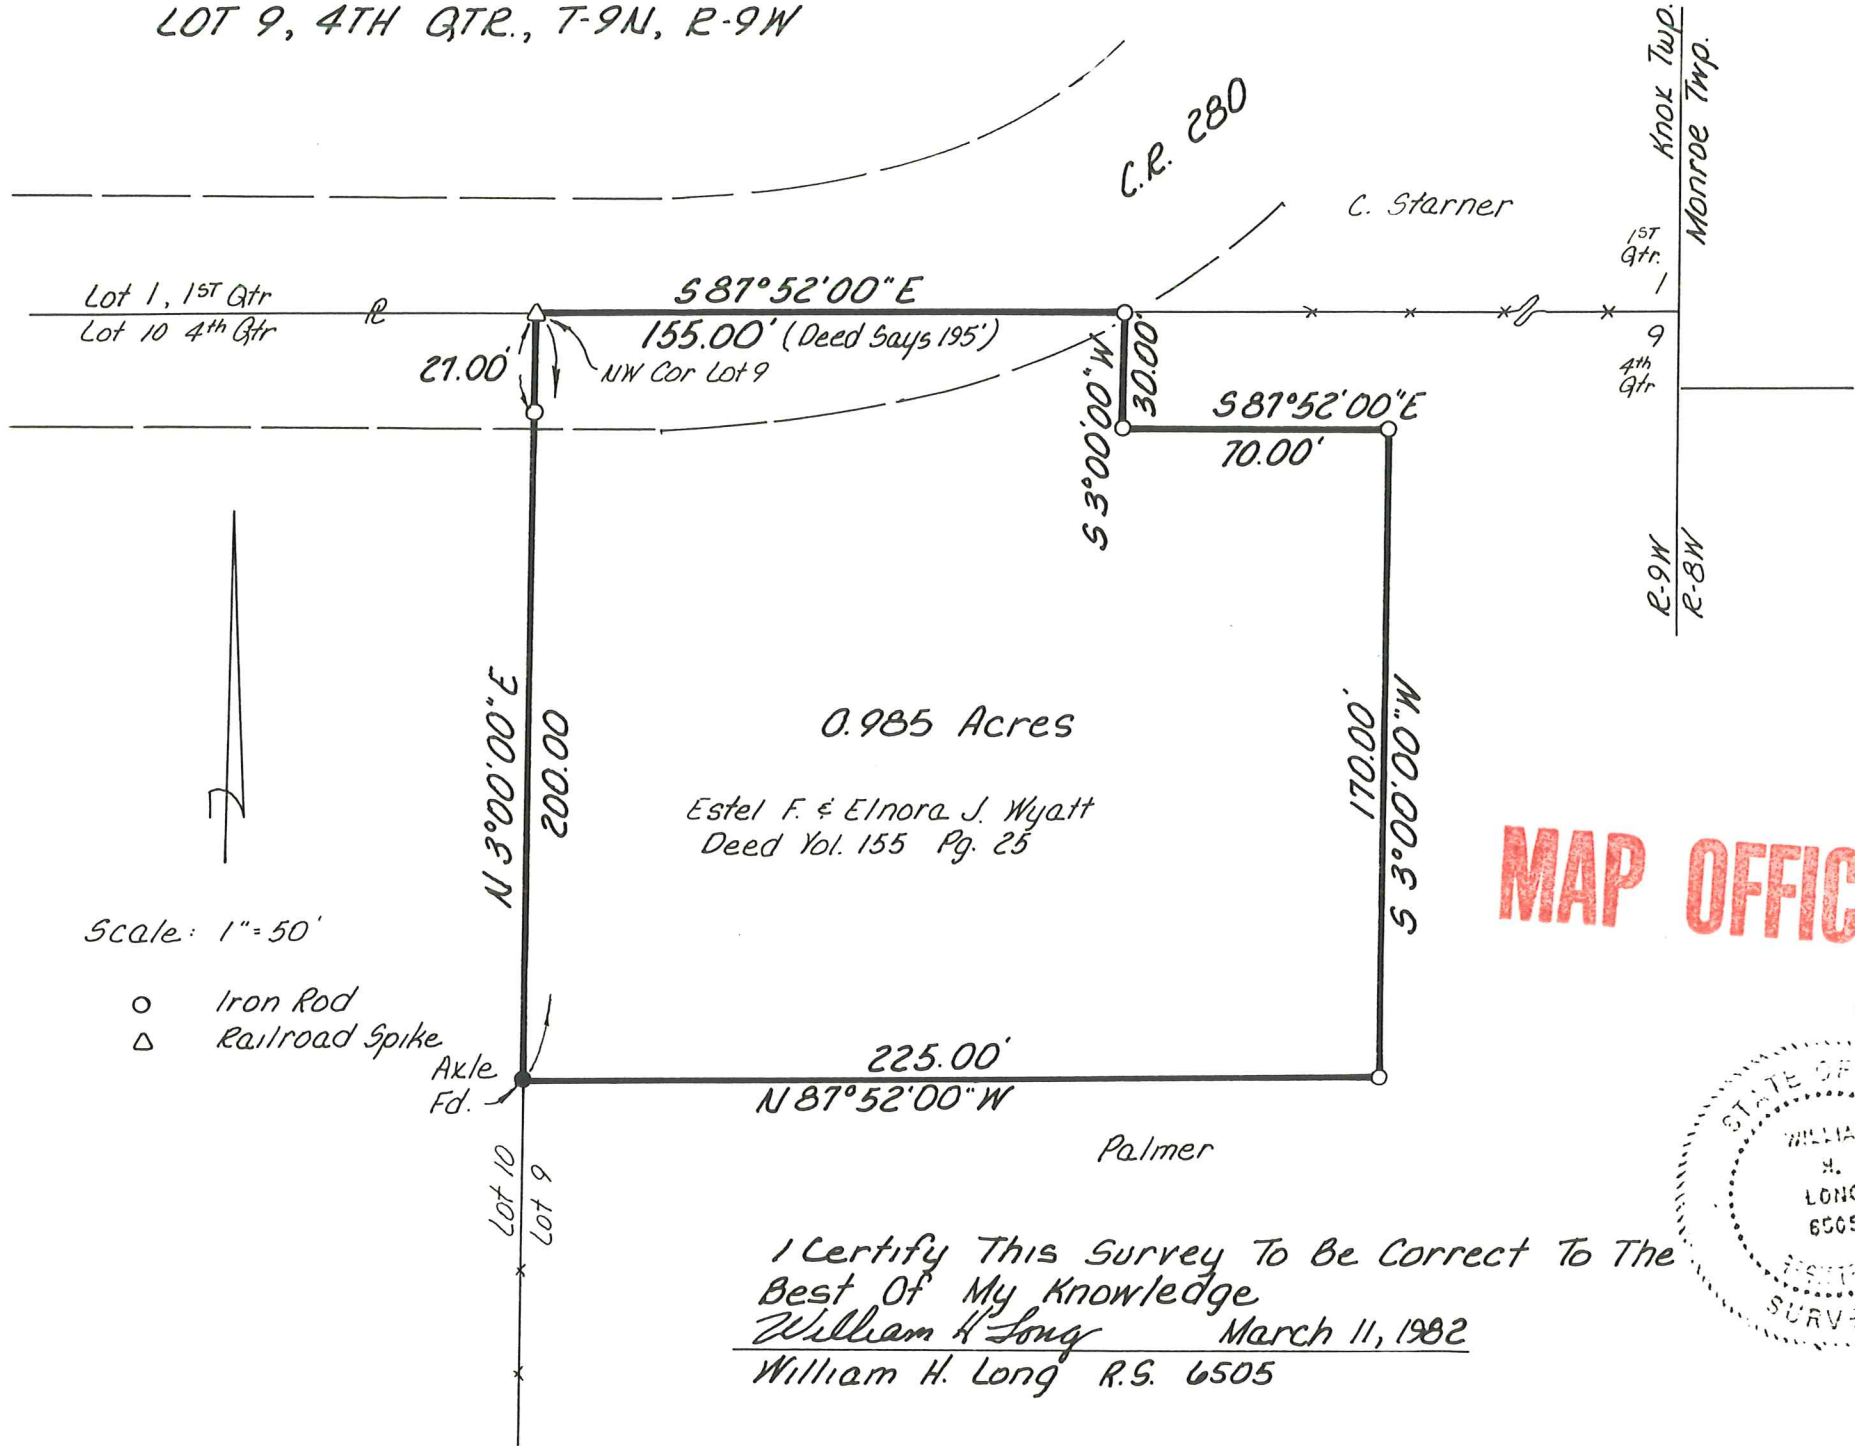 LOT 9, 4TH QTR., T-9N, R-9W
Knox Twp.
Monroe Twp.
C.R. 280
C. Starner
1ST
Qtr.
1
Lot 1, 1ST Qtr
Lot 10 4th Qtr
S 87°52'00" E
155.00' (Deed Says 195')
27.00'
NW Cor Lot 9
S 3°00'00" W
30.00'
9
4th
Qtr
S 87°52'00" E
70.00'
R-9W
R-8W
N 3°00'00" E
200.00
0.985 Acres
170.00'
S 3°00'00" W
Estel F. & Elnora J. Wyatt
Deed Vol. 155 Pg. 25
MAP OFFIC
Scale: 1"=50'
Iron Rod
Railroad Spike
Axle
Fd.
225.00'
N 87°52'00" W
Palmer
Lot 10
Lot 9
STATE OF
WILLIA
H.
LONG
6505
SURV
I Certify This Survey To Be Correct To The
Best Of My Knowledge
William H Long March 11, 1982
William H. Long R.S. 6505